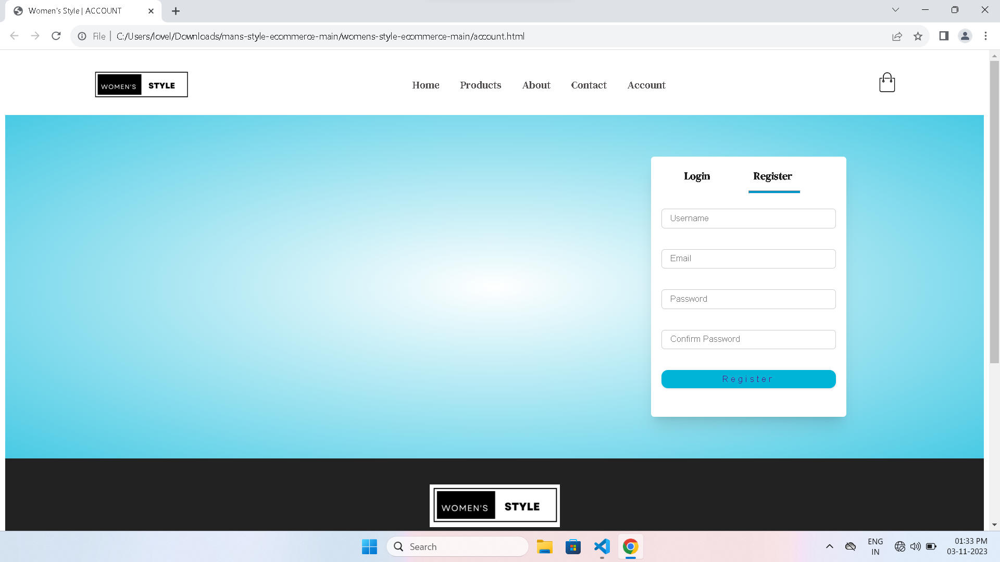 Women's Style | ACCOUNT
File | C:/Users/lovel/Downloads/mans-style-ecommerce-main/womens-style-ecommerce-main/account.html
WOMEN'S STYLE
Home Products About Contact Account
Login Register
Username
Email
Password
Confirm Password
Register
WOMEN'S STYLE
Search
ENG
IN
01:33 PM
03-11-2023